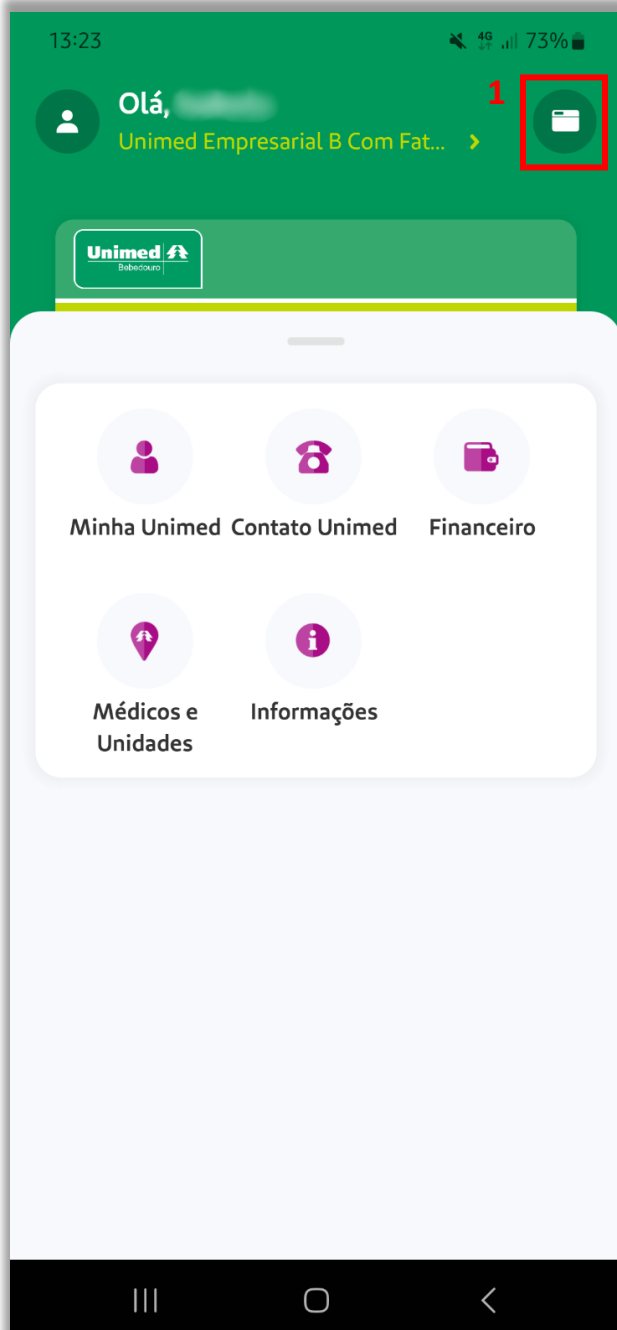 13:23
4G
73%
1
Olá,
Unimed Empresarial B Com Fat...
Unimed
Bebedouro
Minha Unimed
Contato Unimed
Financeiro
Médicos e
Unidades
Informações